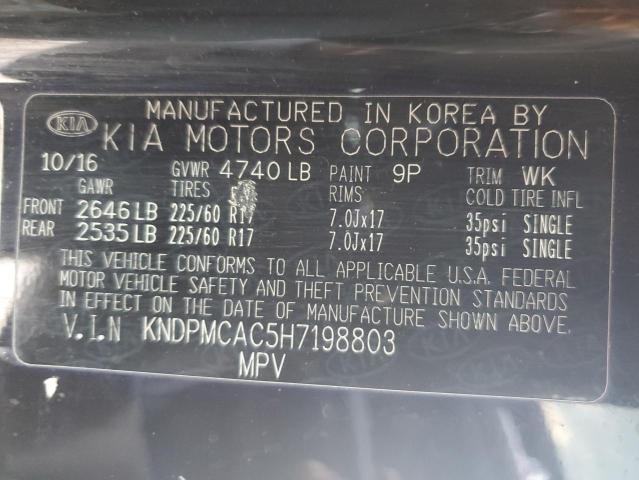 KIA MANUFACTURED IN KOREA BY
KIA MOTORS CORPORATION
10/16 GVWR 4740 LB PAINT 9P TRIM WK
GAWR TIRES RIMS COLD TIRE INFL
FRONT 2646 LB 225/60 R17 7.0Jx17 35psi SINGLE
REAR 2535 LB 225/60 R17 7.0Jx17 35psi SINGLE
THIS VEHICLE CONFORMS TO ALL APPLICABLE U.S.A. FEDERAL
MOTOR VEHICLE SAFETY AND THEFT PREVENTION STANDARDS
IN EFFECT ON THE DATE OF MANUFACTURE SHOWN ABOVE.
V.I.N KNDPMCAC5H7198803
MPV